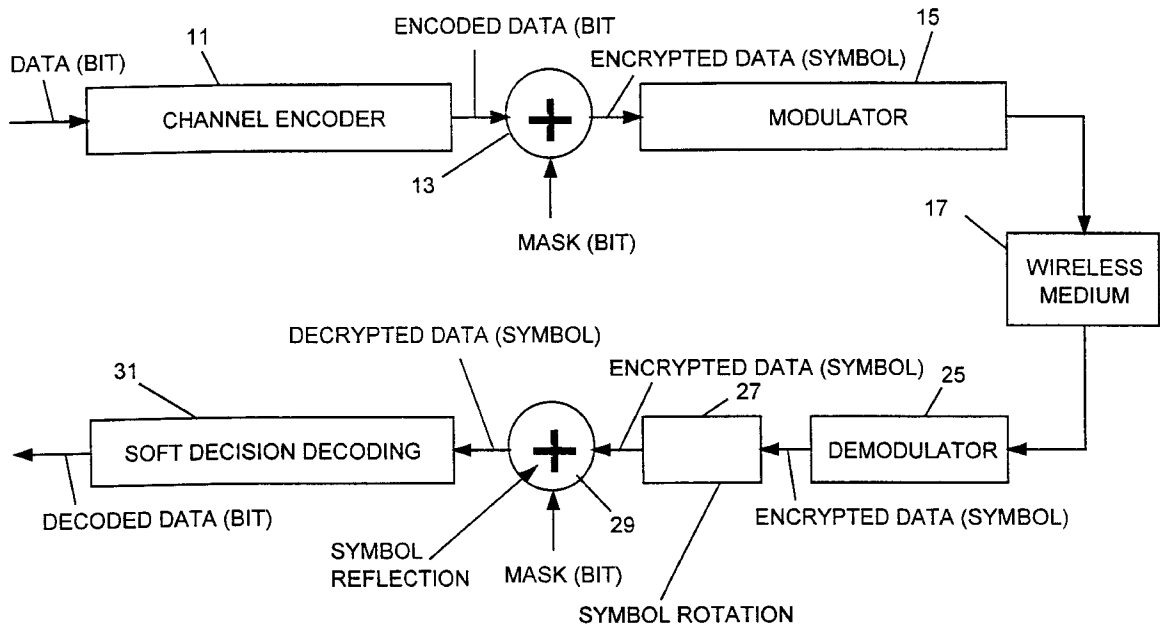 11
ENCODED DATA (BIT
15
DATA (BIT)
ENCRYPTED DATA (SYMBOL)
CHANNEL ENCODER
MODULATOR
13
MASK (BIT)
17
WIRELESS
MEDIUM
DECRYPTED DATA (SYMBOL)
31
ENCRYPTED DATA (SYMBOL)
27
25
SOFT DECISION DECODING
DEMODULATOR
29
DECODED DATA (BIT)
ENCRYPTED DATA (SYMBOL)
SYMBOL
REFLECTION
MASK (BIT)
SYMBOL ROTATION